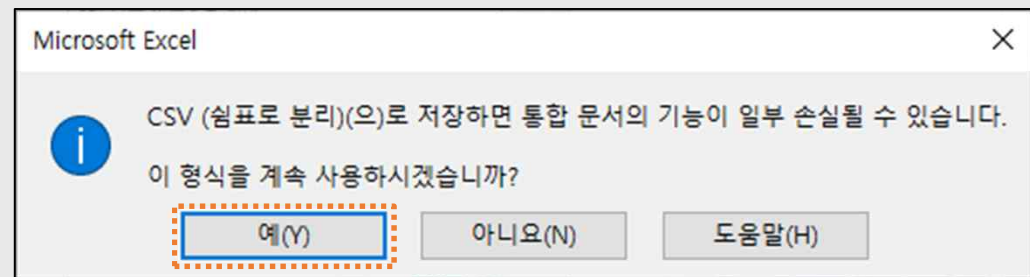 Microsoft Excel
CSV (쉼표로 분리)(으)로 저장하면 통합 문서의 기능이 일부 손실될 수 있습니다.
이 형식을 계속 사용하시겠습니까?
예(Y) 아니요(N) 도움말(H)